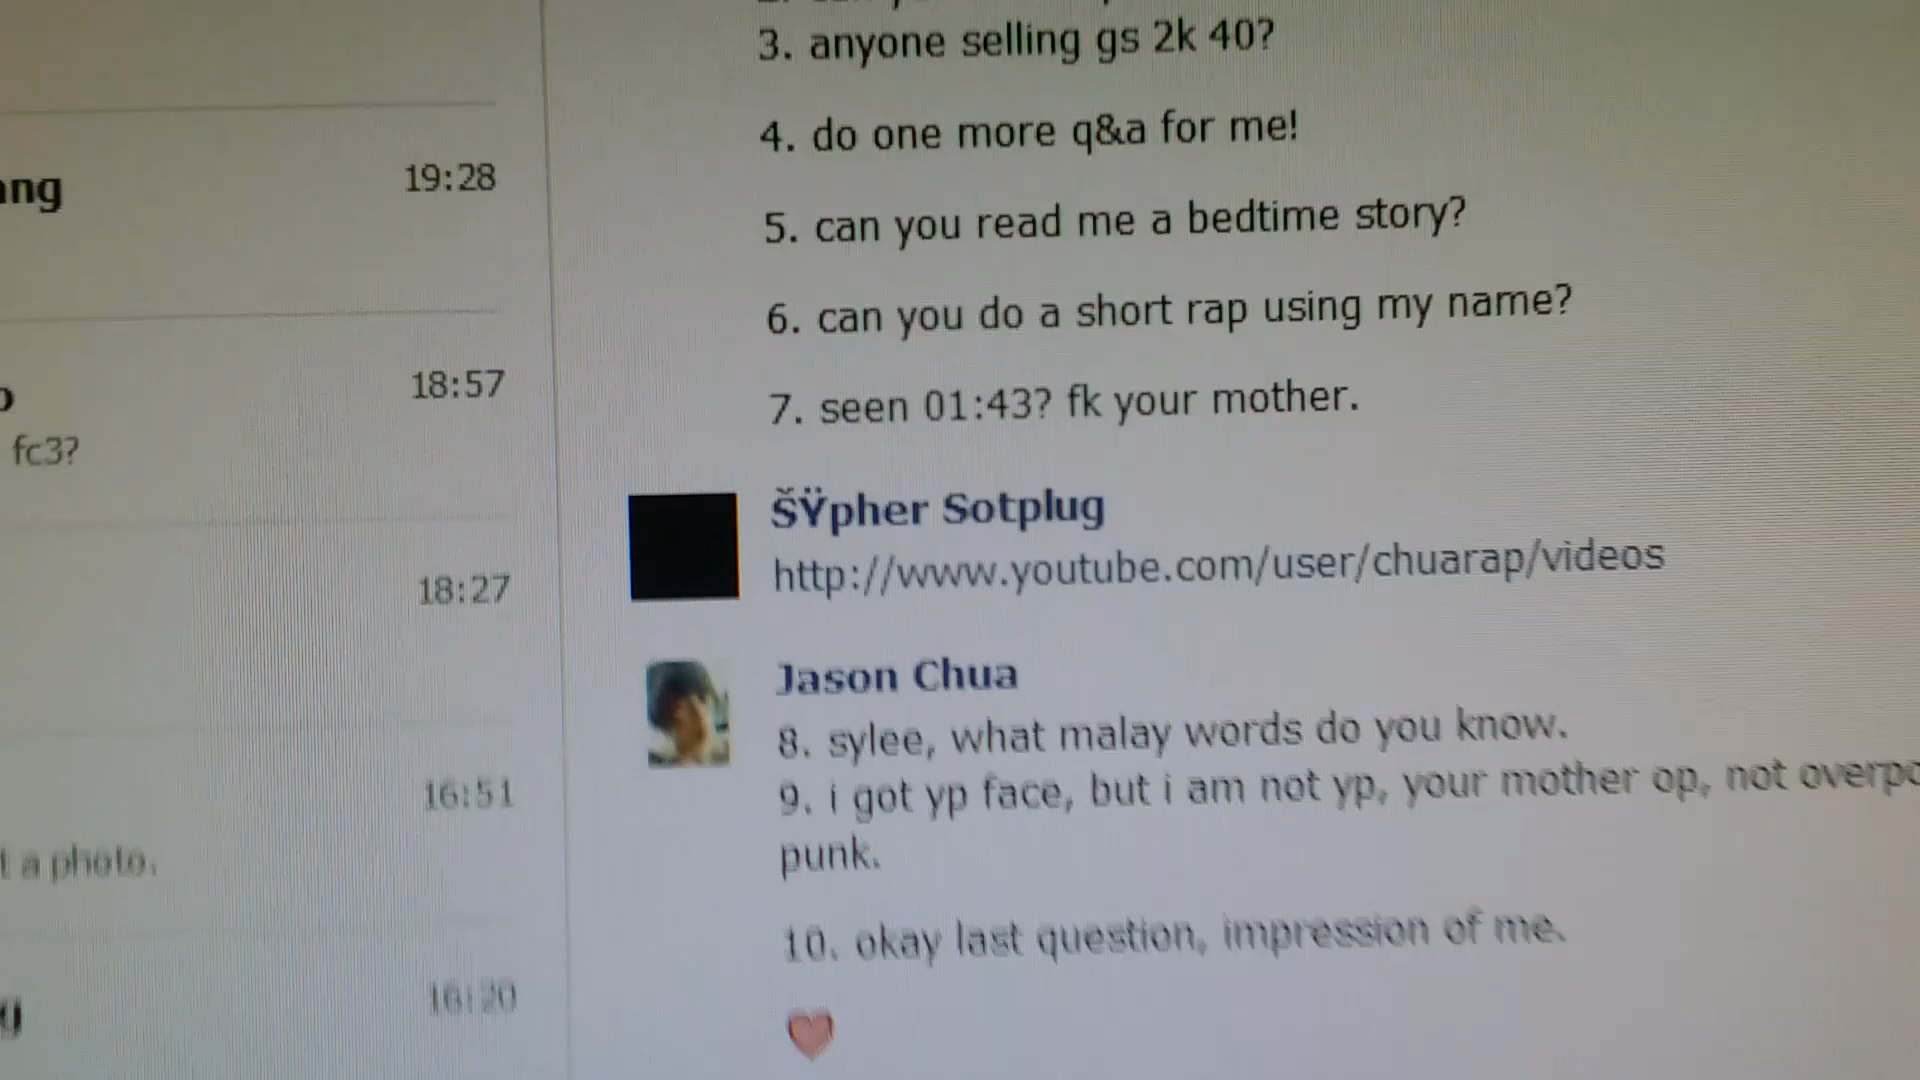 3. anyone selling gs 2k 40?
4. do one more q&a for me!
ang
19:28
5. can you read me a bedtime story?
6. can you do a short rap using my name?
18:57
fc3?
7. seen 01:43? fk your mother.
ŠŸpher Sotplug
http://www.youtube.com/user/chuarap/videos
18:27
Jason Chua
8. sylee, what malay words do you know.
9. i got yp face, but i am not yp, your mother op, not overpo
punk.
16:51
t a photo.
10. okay last question, impression of me.
16:20
g